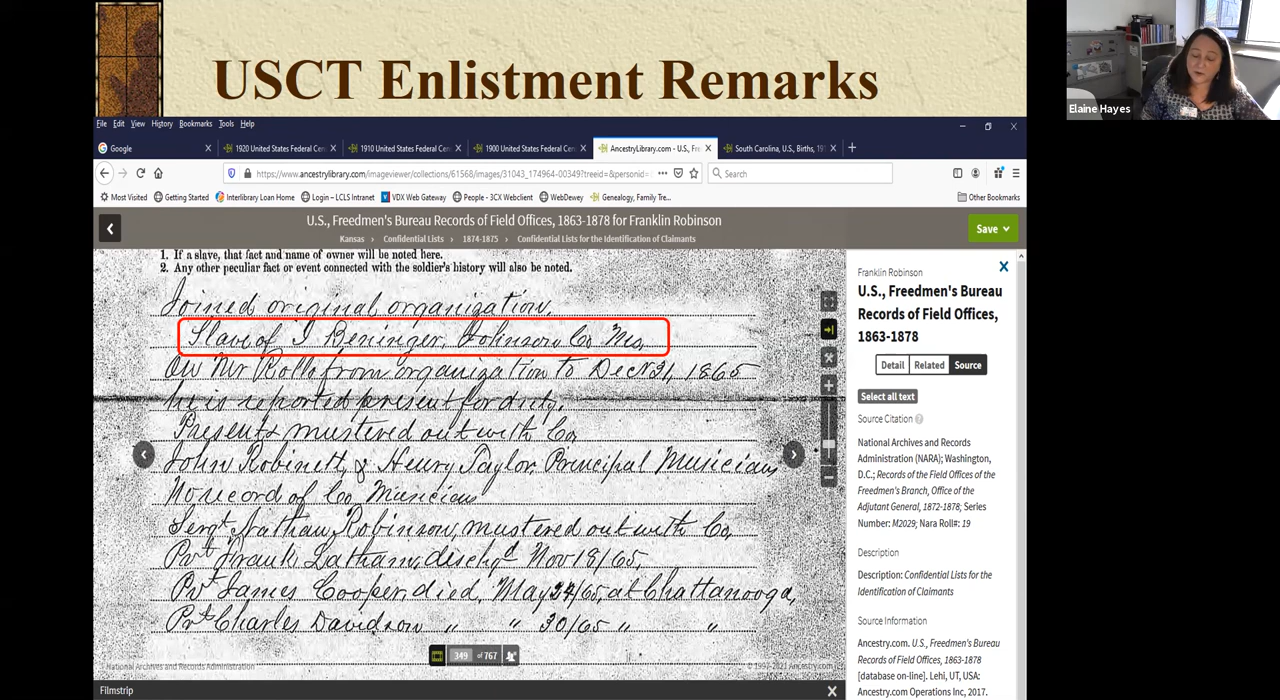 USCT Enlistment Remarks
Elaine Hayes
File Edit View History Bookmarks Tools Help
Google
1920 United States Federal Cen
1910 United States Federal Cen
1900 United States Federal Cen
AncestryLibrary.com - U.S., Fre
South Carolina, U.S., Births, 19
https://www.ancestrylibrary.com/imageviewer/collections/61568/images/31043_174964-00349?treeid=&personid=
Search
Most Visited Getting Started Interlibrary Loan Home Login – LCLS Intranet VDX Web Gateway People - 3CX Webclient WebDewey Genealogy, Family Tre...
Other Bookmarks
U.S., Freedmen's Bureau Records of Field Offices, 1863-1878 for Franklin Robinson
Kansas › Confidential Lists › 1874-1875 › Confidential Lists for the Identification of Claimants
Save
1. If a slave, that fact and name of owner will be noted here.
2. Any other peculiar fact or event connected with the soldier's history will also be noted.
Joined original organization.
Slave of J Beninger, Johnson Co Mo,
On Mr Rolls from organization to Decr 31, 1865
he is reported present for duty.
Present & mustered out with Co,
John Robinett & Henry Taylor Principal Musicians
No record of Co Musicians
Sergt Nathan Robinson, mustered out with Co,
Prt Frank Latham, dischd Nov 18/65,
Prt James Cooper died, May 24/65, at Chattanooga,
Prt Charles Davidson " " 30/65 " "
349 of 767
© National Archives and Records Administration
© 1997-2021 Ancestry.com
Filmstrip
Franklin Robinson
U.S., Freedmen's Bureau
Records of Field Offices,
1863-1878
Detail Related Source
Select all text
Source Citation
National Archives and Records
Administration (NARA); Washington,
D.C.; Records of the Field Offices of the
Freedmen's Branch, Office of the
Adjutant General, 1872-1878; Series
Number: M2029; Nara Roll#: 19
Description
Description: Confidential Lists for the
Identification of Claimants
Source Information
Ancestry.com. U.S., Freedmen's Bureau
Records of Field Offices, 1863-1878
[database on-line]. Lehi, UT, USA:
Ancestry.com Operations Inc, 2017.